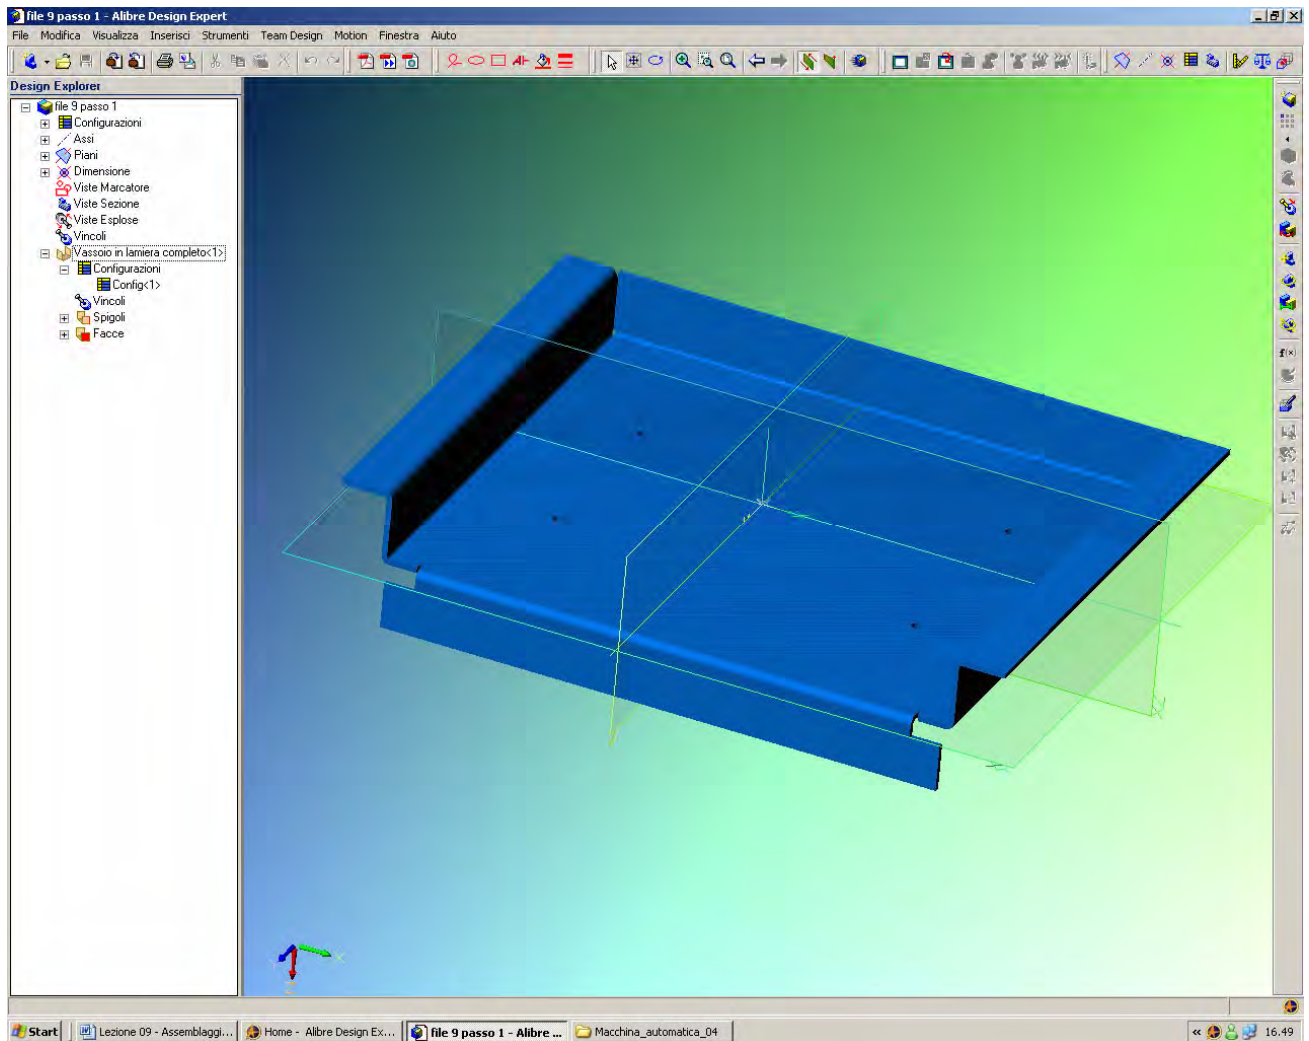 file 9 passo 1 - Alibre Design Expert
File Modifica Visualizza Inserisci Strumenti Team Design Motion Finestra Aiuto
Design Explorer
file 9 passo 1
Configurazioni
Assi
Piani
Dimensione
Viste Marcatore
Viste Sezione
Viste Esplose
Vincoli
Vassoio in lamiera completo<1>
Configurazioni
Config<1>
Vincoli
Spigoli
Facce
Start
Lezione 09 - Assemblaggi...
Home - Alibre Design Ex...
file 9 passo 1 - Alibre ...
Macchina_automatica_04
16.49